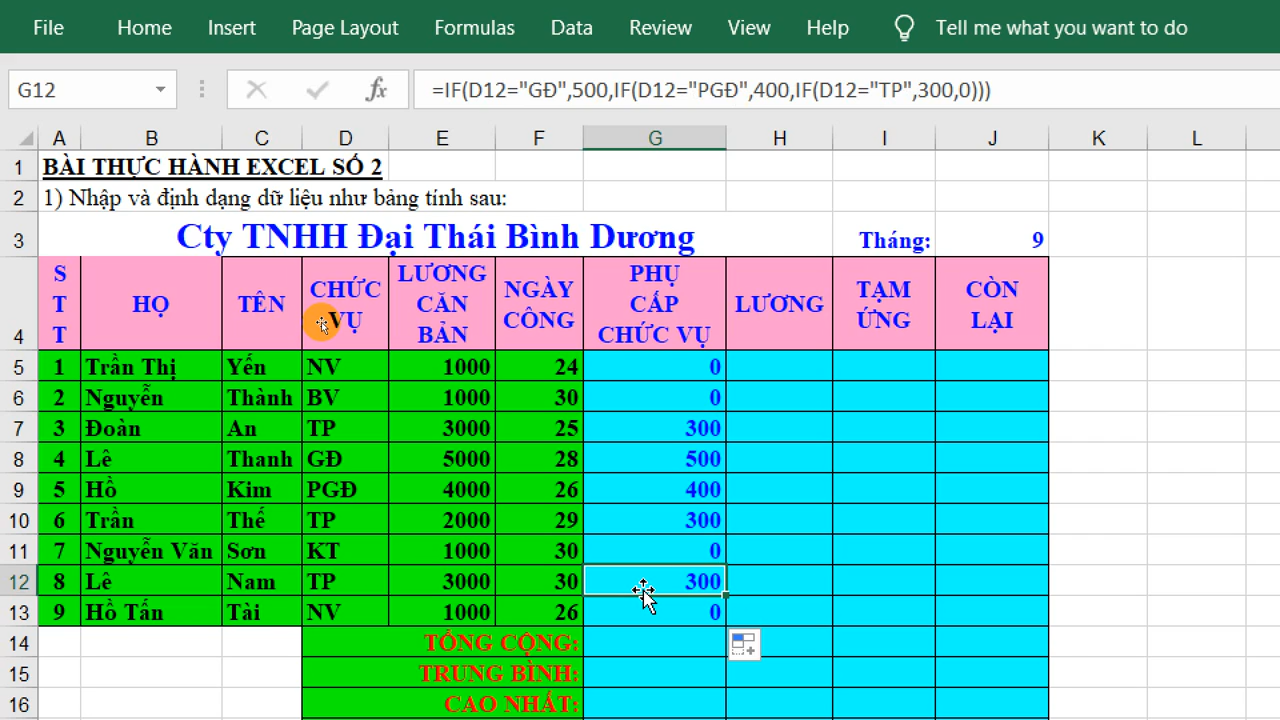 File Home Insert Page Layout Formulas Data Review View Help Tell me what you want to do
G12 fx =IF(D12="GĐ",500,IF(D12="PGĐ",400,IF(D12="TP",300,0)))
A B C D E F G H I J K L
1 BÀI THỰC HÀNH EXCEL SỐ 2
2 1) Nhập và định dạng dữ liệu như bảng tính sau:
3 Cty TNHH Đại Thái Bình Dương Tháng: 9
4 STT HỌ TÊN CHỨC VỤ LƯƠNG CĂN BẢN NGÀY CÔNG PHỤ CẤP CHỨC VỤ LƯƠNG TẠM ỨNG CÒN LẠI
5 1 Trần Thị Yến NV 1000 24 0
6 2 Nguyễn Thành BV 1000 30 0
7 3 Đoàn An TP 3000 25 300
8 4 Lê Thanh GĐ 5000 28 500
9 5 Hồ Kim PGĐ 4000 26 400
10 6 Trần Thế TP 2000 29 300
11 7 Nguyễn Văn Sơn KT 1000 30 0
12 8 Lê Nam TP 3000 30 300
13 9 Hồ Tấn Tài NV 1000 26 0
14 TỔNG CỘNG:
15 TRUNG BÌNH:
16 CAO NHẤT: